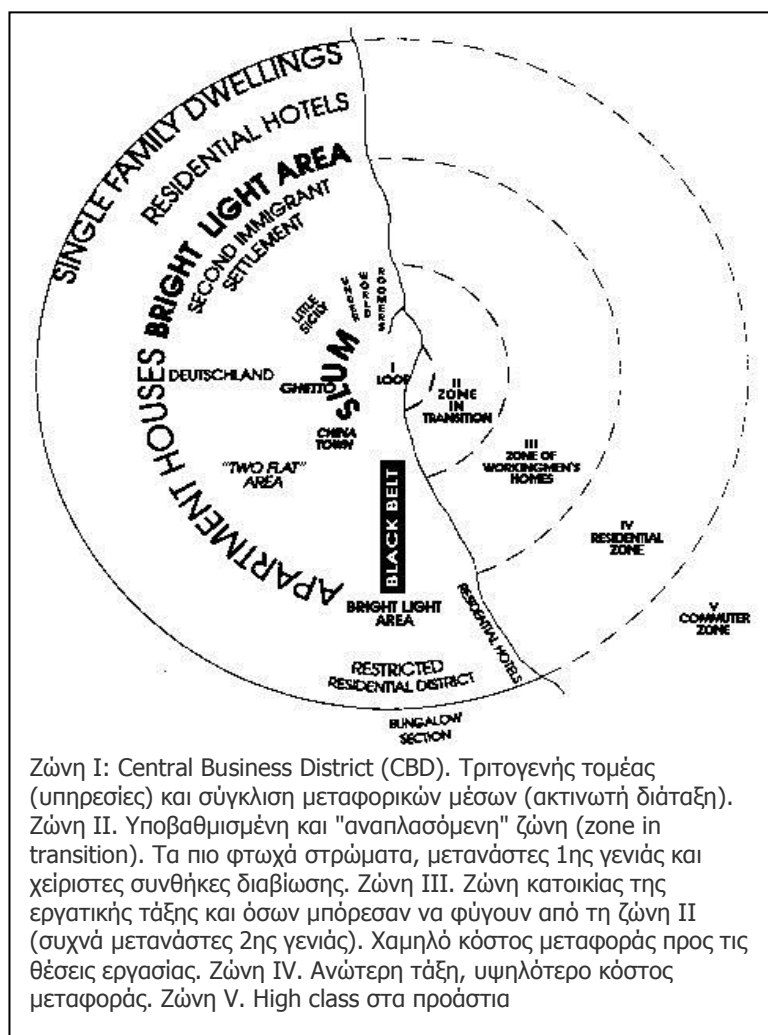 SINGLE FAMILY DWELLINGS
RESIDENTIAL HOTELS
BRIGHT LIGHT AREA
SECOND IMMIGRANT
SETTLEMENT
LITTLE
SICILY
UNDER
WORLD
ROOMERS
SLUM
I
LOOP
II
ZONE
IN
TRANSITION
DEUTSCHLAND
GHETTO
CHINA
TOWN
"TWO FLAT"
AREA
APARTMENT HOUSES
III
ZONE OF
WORKINGMEN'S
HOMES
BLACK BELT
IV
RESIDENTIAL
ZONE
BRIGHT LIGHT
AREA
RESIDENTIAL HOTELS
V
COMMUTER
ZONE
RESTRICTED
RESIDENTIAL DISTRICT
BUNGALOW
SECTION
Ζώνη Ι: Central Business District (CBD). Τριτογενής τομέας
(υπηρεσίες) και σύγκλιση μεταφορικών μέσων (ακτινωτή διάταξη).
Ζώνη ΙΙ. Υποβαθμισμένη και "αναπλασόμενη" ζώνη (zone in
transition). Τα πιο φτωχά στρώματα, μετανάστες 1ης γενιάς και
χείριστες συνθήκες διαβίωσης. Ζώνη ΙΙΙ. Ζώνη κατοικίας της
εργατικής τάξης και όσων μπόρεσαν να φύγουν από τη ζώνη ΙΙ
(συχνά μετανάστες 2ης γενιάς). Χαμηλό κόστος μεταφοράς προς τις
θέσεις εργασίας. Ζώνη IV. Ανώτερη τάξη, υψηλότερο κόστος
μεταφοράς. Ζώνη V. High class στα προάστια